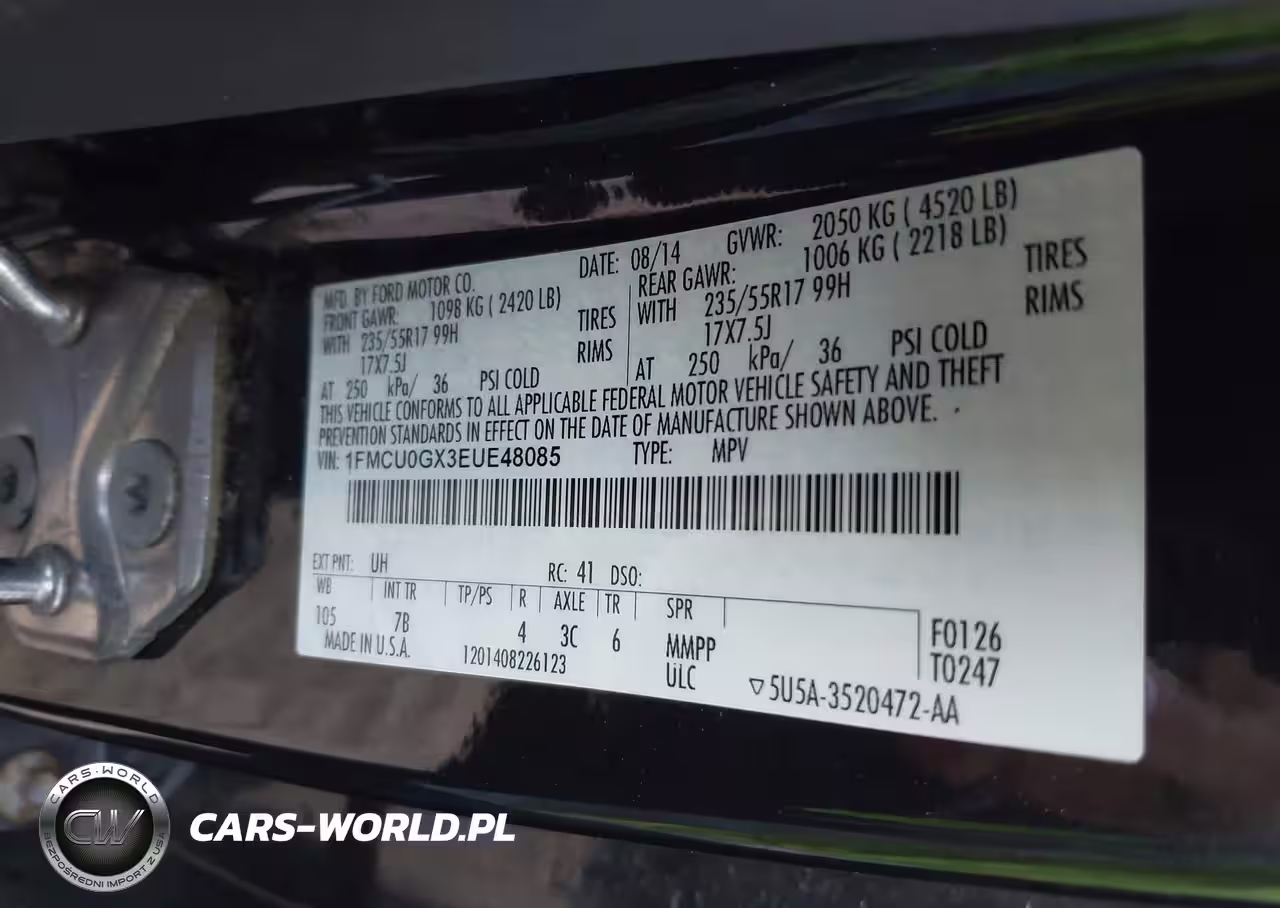 MFD. BY FORD MOTOR CO. DATE: 08/14 GVWR: 2050 KG ( 4520 LB)
FRONT GAWR: 1098 KG ( 2420 LB) REAR GAWR: 1006 KG ( 2218 LB)
WITH 235/55R17 99H TIRES WITH 235/55R17 99H TIRES
17X7.5J RIMS 17X7.5J RIMS
AT 250 kPa/ 36 PSI COLD AT 250 kPa/ 36 PSI COLD
THIS VEHICLE CONFORMS TO ALL APPLICABLE FEDERAL MOTOR VEHICLE SAFETY AND THEFT
PREVENTION STANDARDS IN EFFECT ON THE DATE OF MANUFACTURE SHOWN ABOVE.
VIN: 1FMCU0GX3EUE48085 TYPE: MPV
EXT PNT: UH RC: 41 DSO:
WB INT TR TP/PS R AXLE TR SPR
105 7B 4 3C 6 MMPP F0126
MADE IN U.S.A. 1201408226123 ULC T0247
▽5U5A-3520472-AA
CARS-WORLD
CW
BEZPOŚREDNI IMPORT Z USA
CARS-WORLD.PL